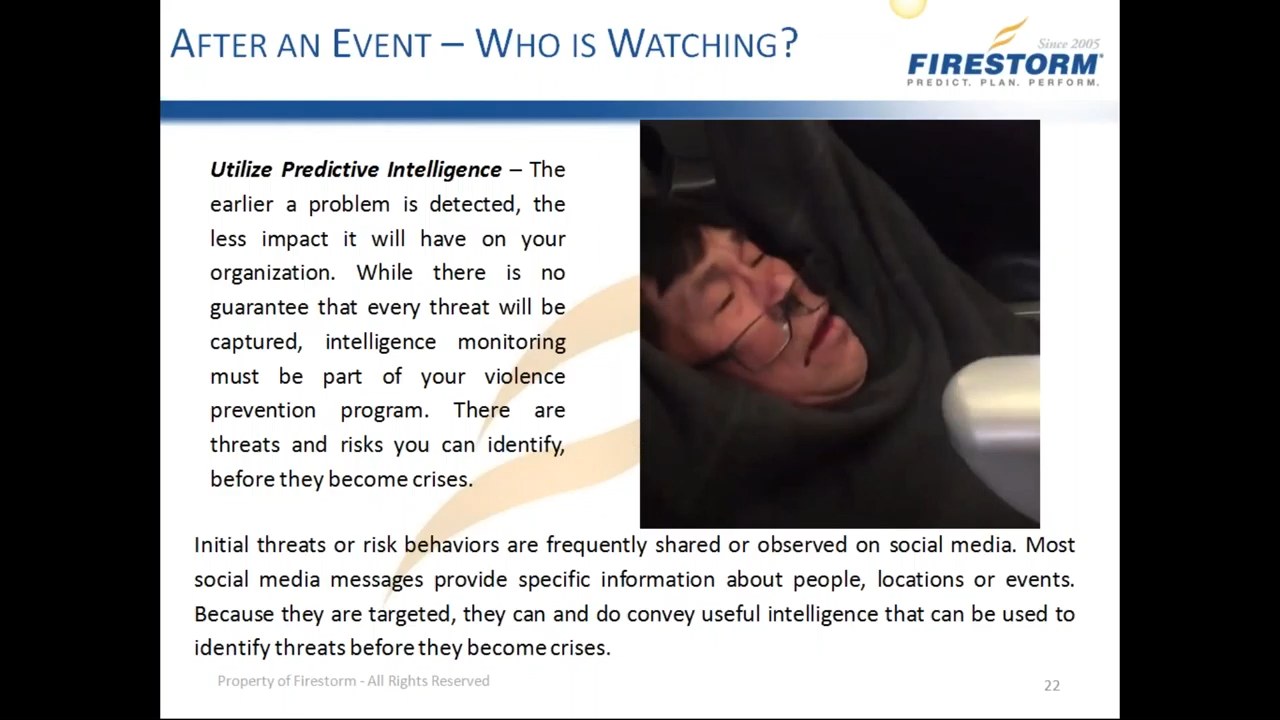 AFTER AN EVENT – WHO IS WATCHING?
Since 2005
FIRESTORM®
PREDICT. PLAN. PERFORM.
Utilize Predictive Intelligence – The
earlier a problem is detected, the
less impact it will have on your
organization. While there is no
guarantee that every threat will be
captured, intelligence monitoring
must be part of your violence
prevention program. There are
threats and risks you can identify,
before they become crises.
Initial threats or risk behaviors are frequently shared or observed on social media. Most
social media messages provide specific information about people, locations or events.
Because they are targeted, they can and do convey useful intelligence that can be used to
identify threats before they become crises.
Property of Firestorm - All Rights Reserved
22